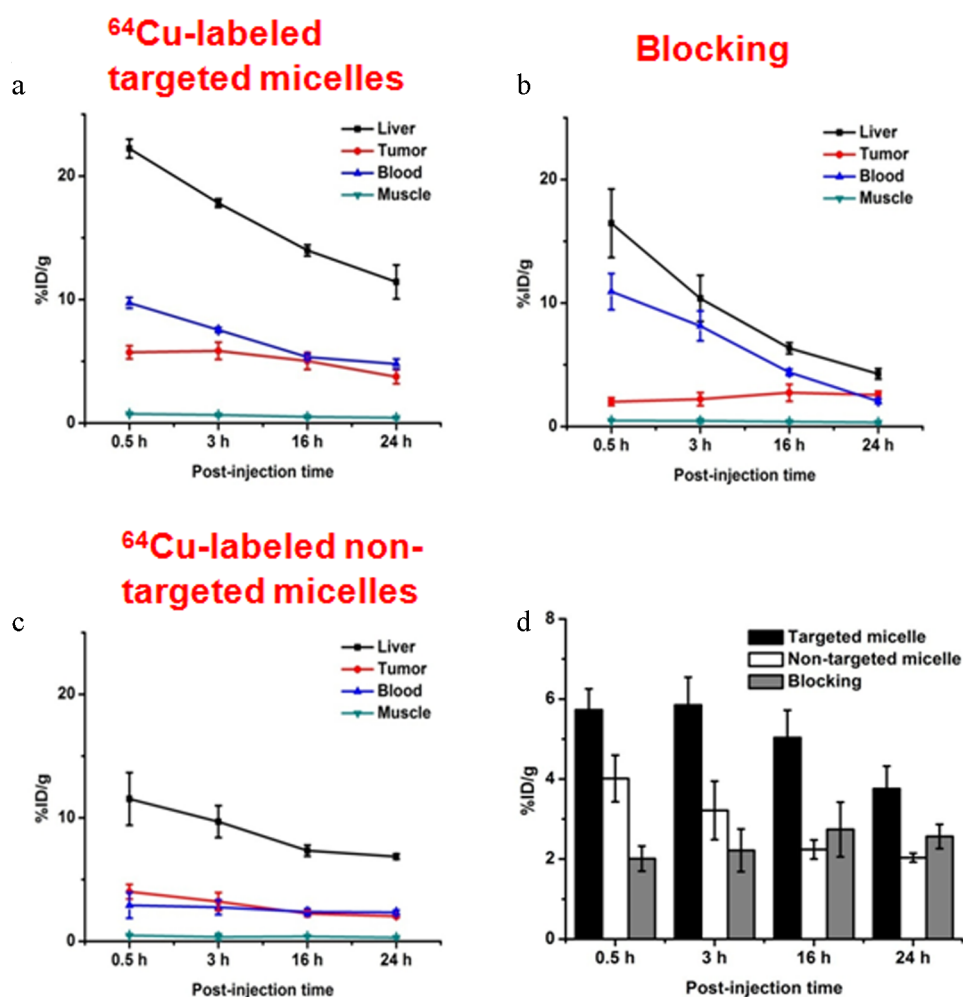 ⁶⁴Cu-labeled
targeted micelles
a
Liver
Tumor
Blood
Muscle
20
10
0
%ID/g
0.5 h 3 h 16 h 24 h
Post-injection time
Blocking
b
Liver
Tumor
Blood
Muscle
20
10
0
%ID/g
0.5 h 3 h 16 h 24 h
Post-injection time
⁶⁴Cu-labeled non-
targeted micelles
c
Liver
Tumor
Blood
Muscle
20
10
0
%ID/g
0.5 h 3 h 16 h 24 h
Post-injection time
d
Targeted micelle
Non-targeted micelle
Blocking
8
6
4
2
0
%ID/g
0.5 h 3 h 16 h 24 h
Post-injection time